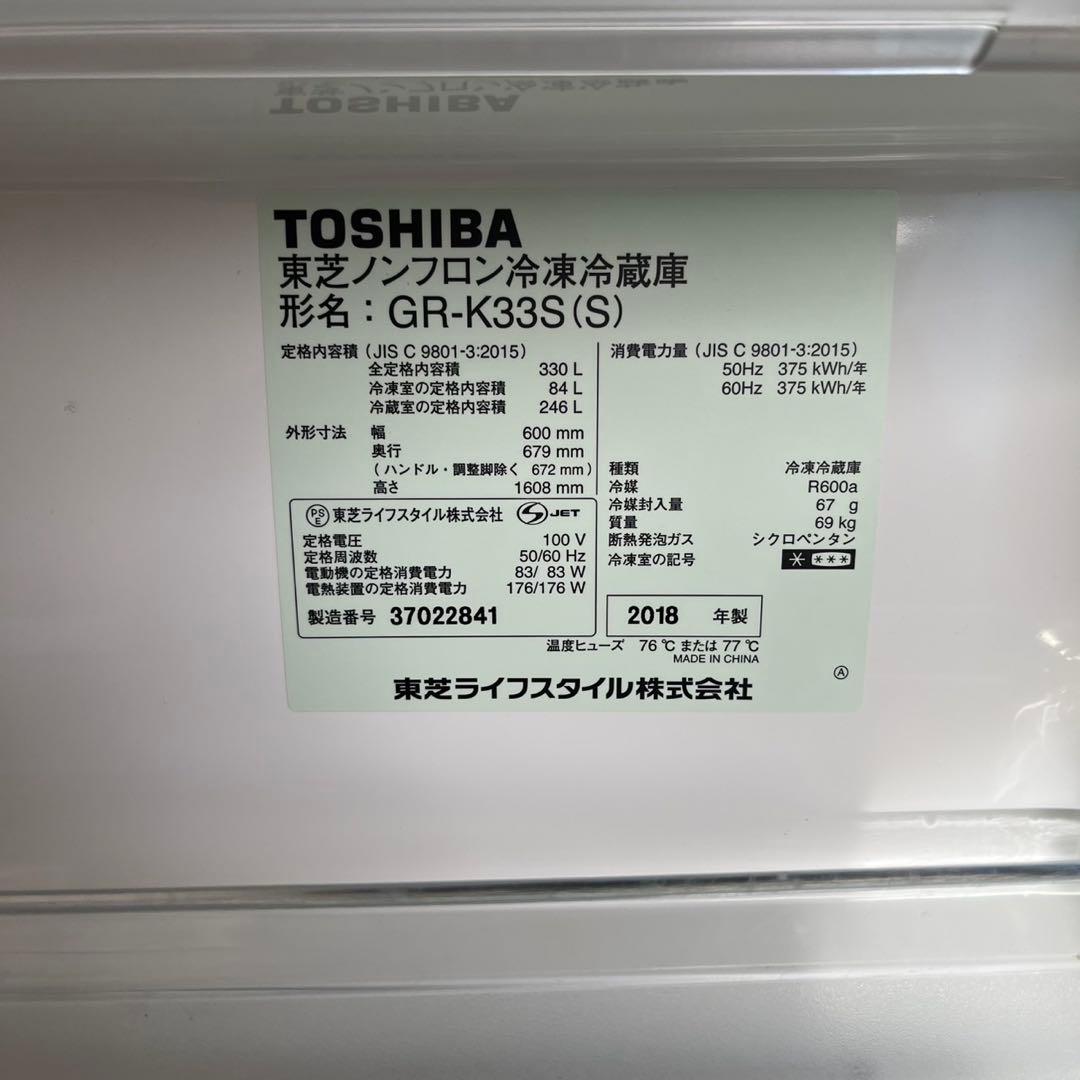 TOSHIBA
東芝ノンフロン冷凍冷蔵庫
形名：GR-K33S(S)
定格内容積（JIS C 9801-3:2015）
全定格内容積 330 L
冷凍室の定格内容積 84 L
冷蔵室の定格内容積 246 L
外形寸法 幅 600 mm
奥行 679 mm
（ハンドル・調整脚除く 672 mm）
高さ 1608 mm
消費電力量（JIS C 9801-3:2015）
50Hz 375 kWh/年
60Hz 375 kWh/年
種類 冷凍冷蔵庫
冷媒 R600a
冷媒封入量 67 g
質量 69 kg
断熱発泡ガス シクロペンタン
冷凍室の記号 * ***
PSE 東芝ライフスタイル株式会社 JET
定格電圧 100 V
定格周波数 50/60 Hz
電動機の定格消費電力 83/ 83 W
電熱装置の定格消費電力 176/176 W
製造番号 37022841
2018 年製
温度ヒューズ 76℃ または 77℃
MADE IN CHINA
Ⓐ
東芝ライフスタイル株式会社